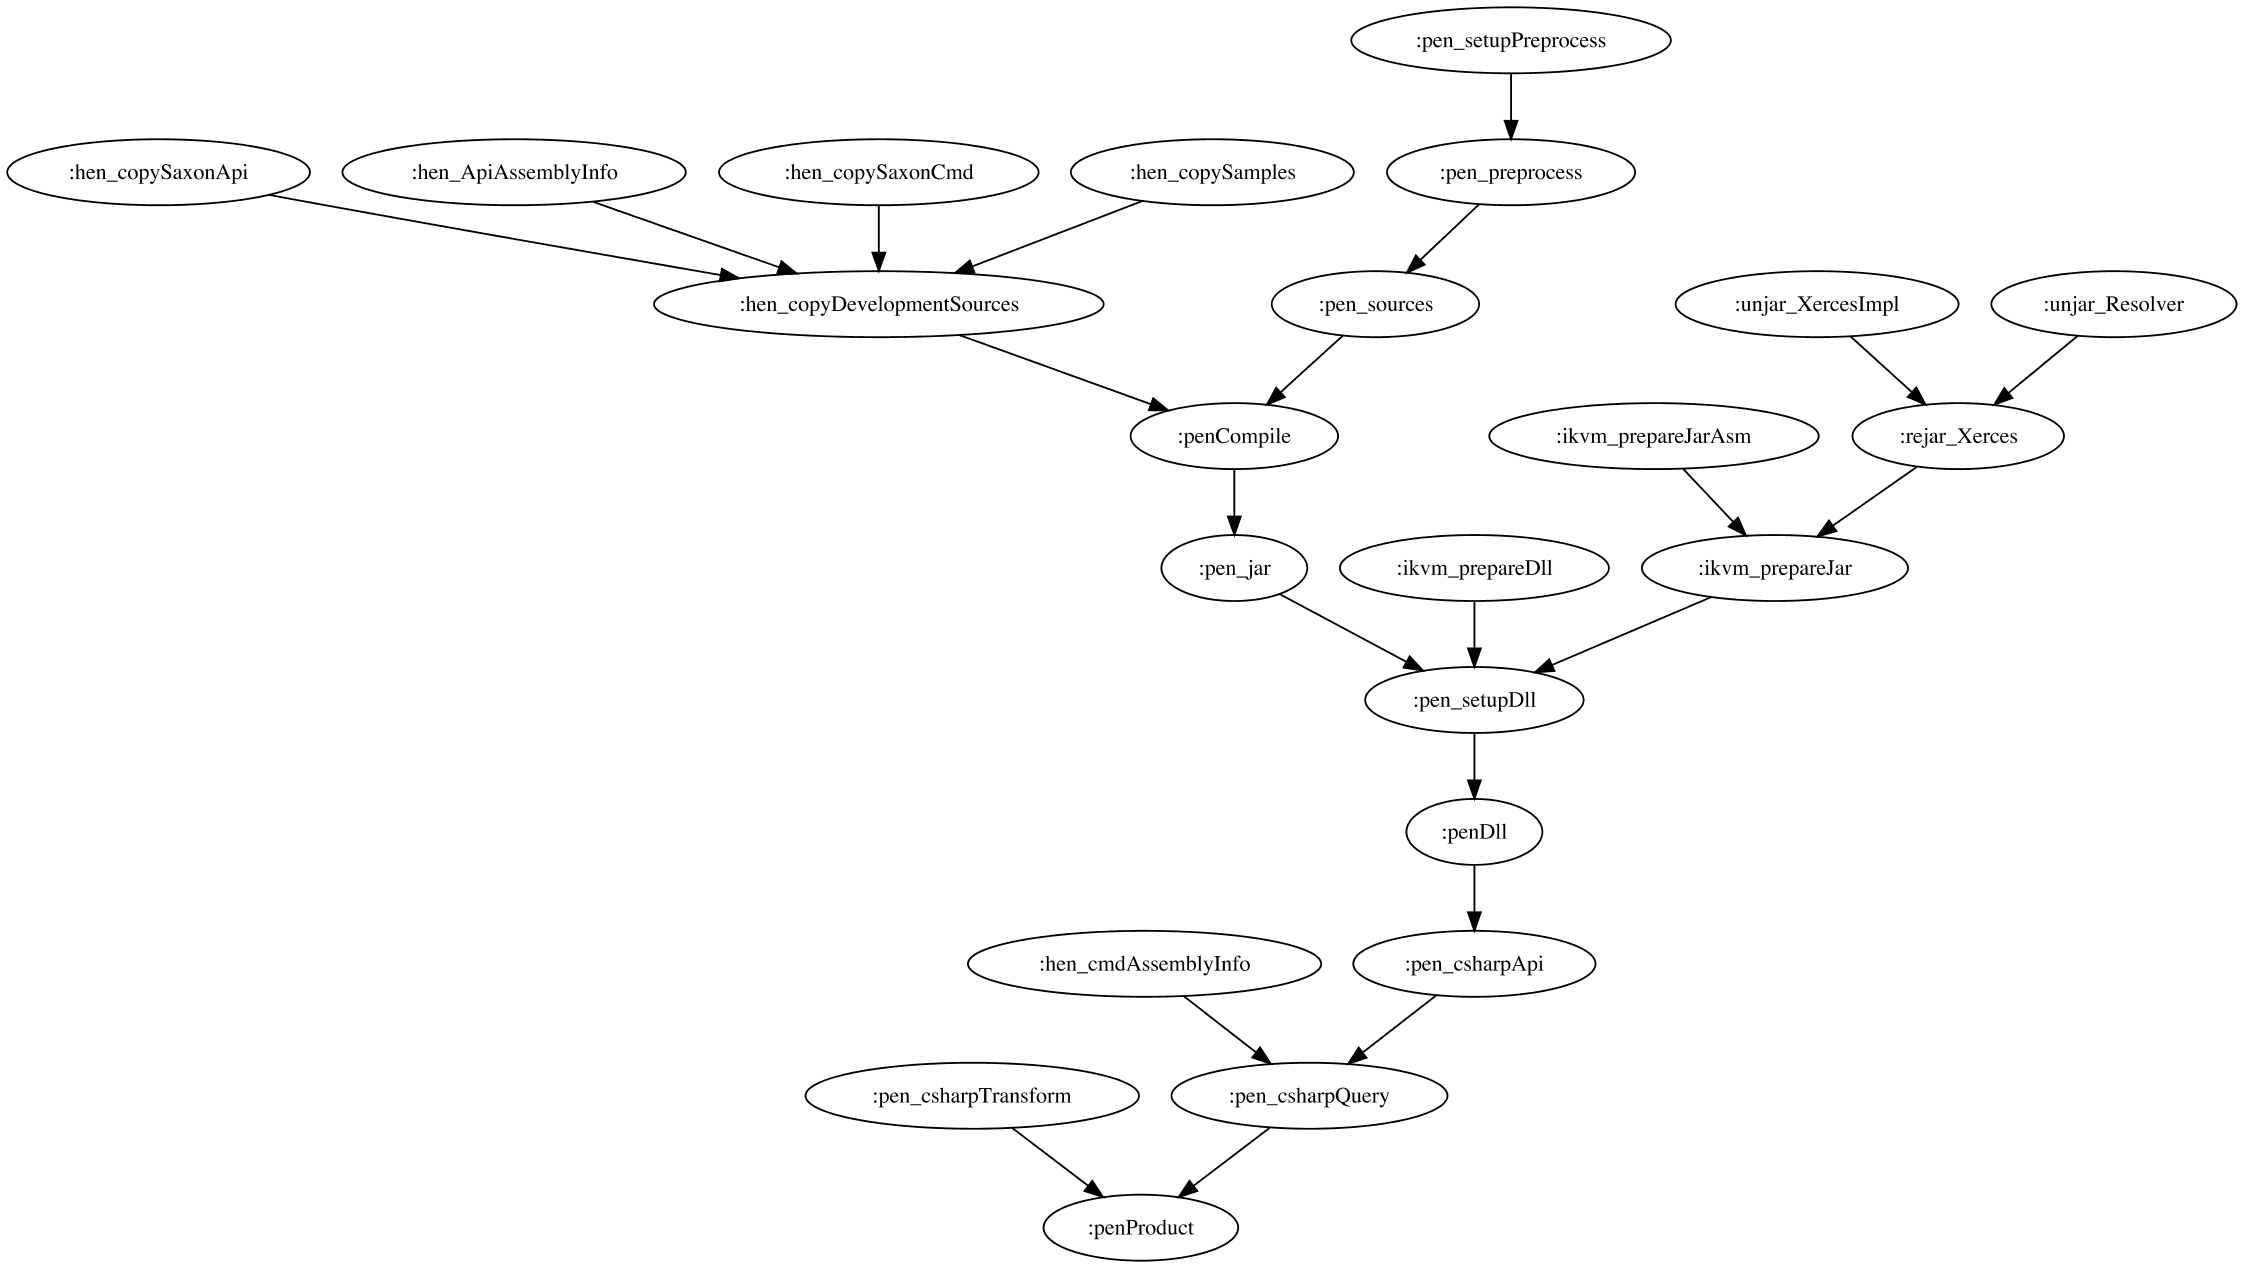 :pen_setupPreprocess
:hen_copySaxonApi
:hen_ApiAssemblyInfo
:hen_copySaxonCmd
:hen_copySamples
:pen_preprocess
:hen_copyDevelopmentSources
:pen_sources
:unjar_XercesImpl
:unjar_Resolver
:penCompile
:ikvm_prepareJarAsm
:rejar_Xerces
:pen_jar
:ikvm_prepareDll
:ikvm_prepareJar
:pen_setupDll
:penDll
:hen_cmdAssemblyInfo
:pen_csharpApi
:pen_csharpTransform
:pen_csharpQuery
:penProduct